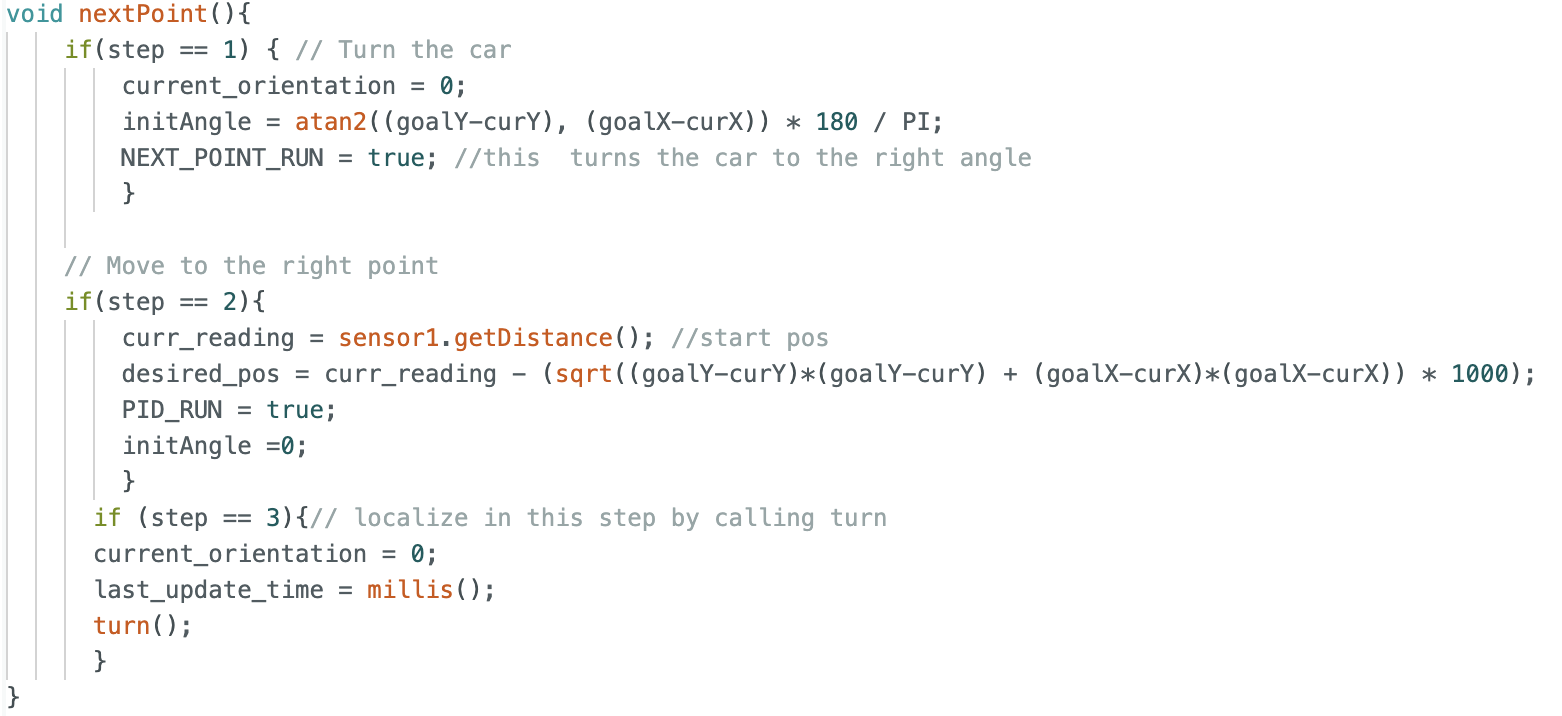 void nextPoint(){
if(step == 1) { // Turn the car
current_orientation = 0;
initAngle = atan2((goalY-curY), (goalX-curX)) * 180 / PI;
NEXT_POINT_RUN = true; //this  turns the car to the right angle
}
// Move to the right point
if(step == 2){
curr_reading = sensor1.getDistance(); //start pos
desired_pos = curr_reading - (sqrt((goalY-curY)*(goalY-curY) + (goalX-curX)*(goalX-curX)) * 1000);
PID_RUN = true;
initAngle =0;
}
if (step == 3){// localize in this step by calling turn
current_orientation = 0;
last_update_time = millis();
turn();
}
}